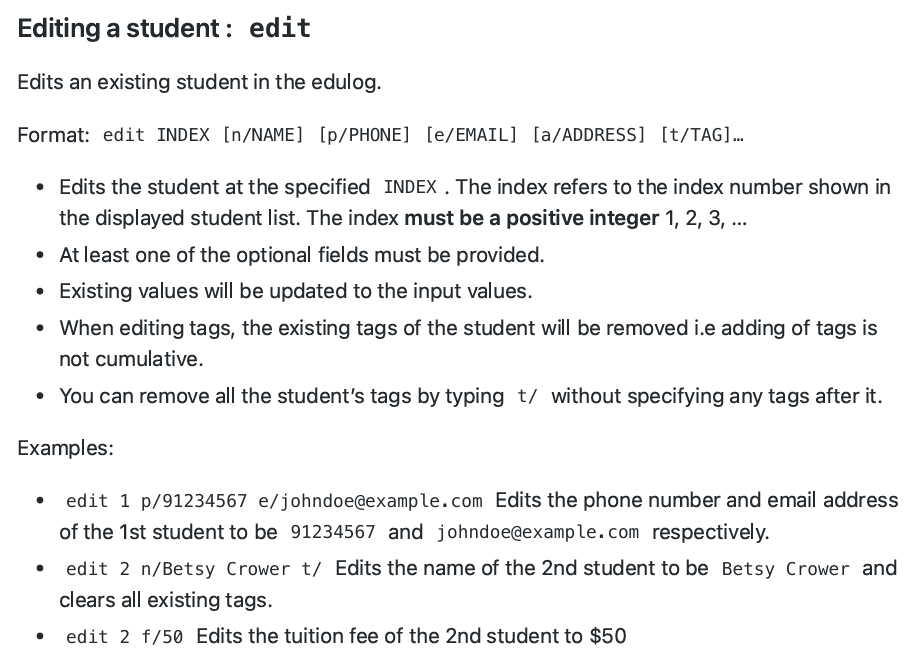 Editing a student : edit
Edits an existing student in the edulog.
Format: edit INDEX [n/NAME] [p/PHONE] [e/EMAIL] [a/ADDRESS] [t/TAG]…
• Edits the student at the specified INDEX . The index refers to the index number shown in
the displayed student list. The index must be a positive integer 1, 2, 3, …
• At least one of the optional fields must be provided.
• Existing values will be updated to the input values.
• When editing tags, the existing tags of the student will be removed i.e adding of tags is
not cumulative.
• You can remove all the student’s tags by typing t/ without specifying any tags after it.
Examples:
• edit 1 p/91234567 e/johndoe@example.com Edits the phone number and email address
of the 1st student to be 91234567 and johndoe@example.com respectively.
• edit 2 n/Betsy Crower t/ Edits the name of the 2nd student to be Betsy Crower and
clears all existing tags.
• edit 2 f/50 Edits the tuition fee of the 2nd student to $50